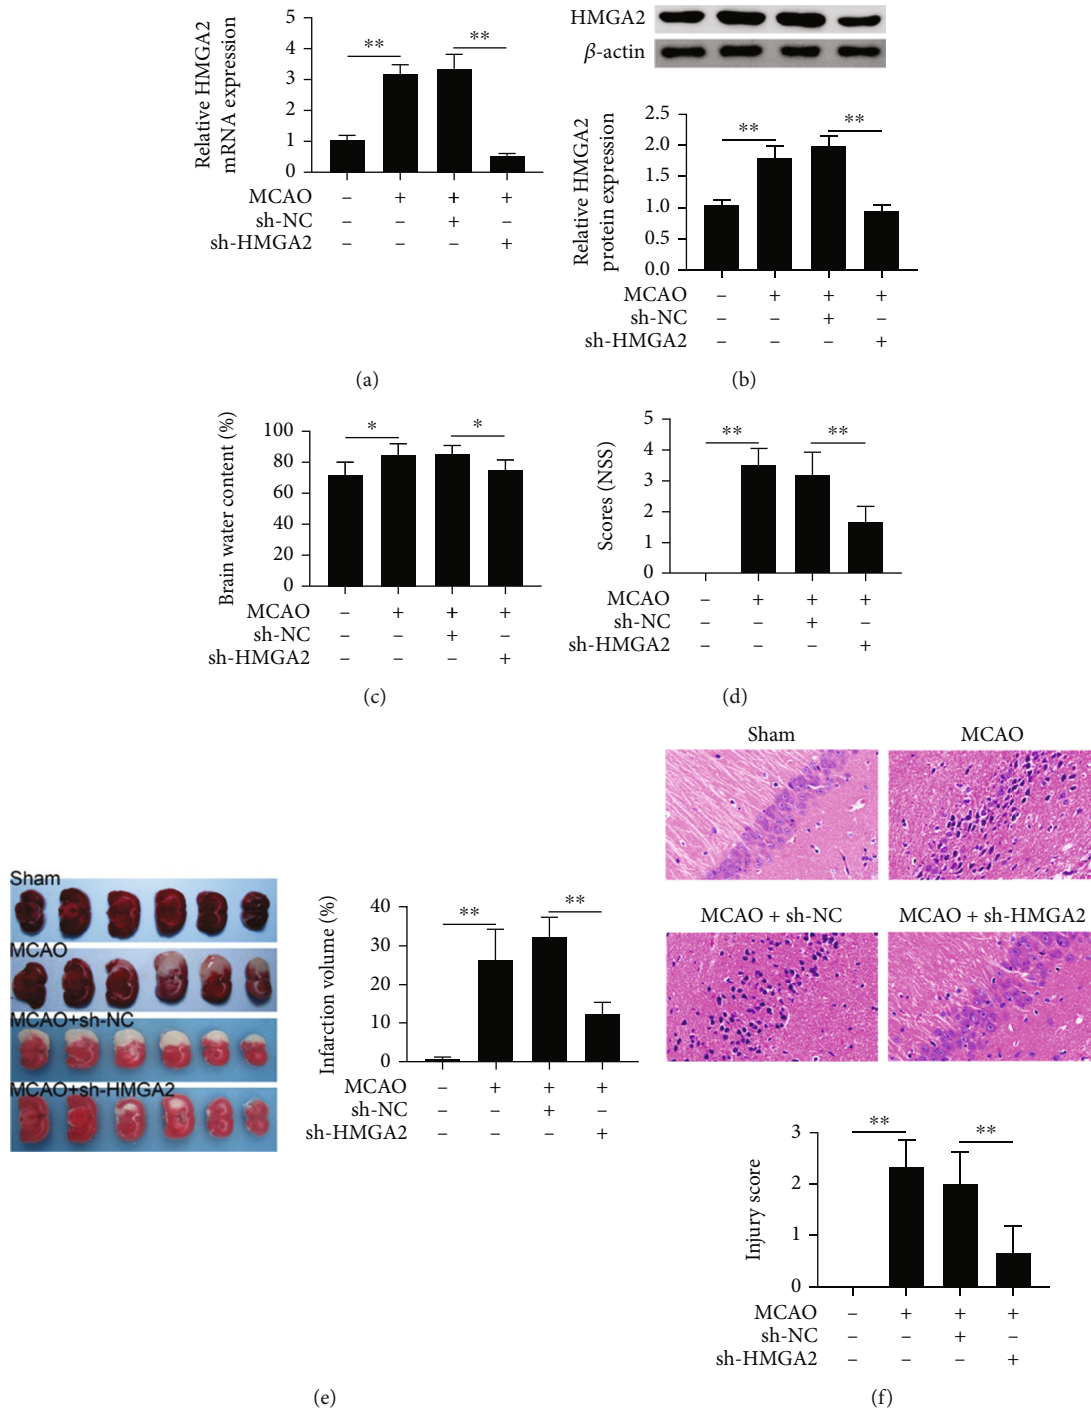 Relative HMGA2
mRNA expression
5
4
3
2
1
0
** **
MCAO – + + +
sh-NC – – + –
sh-HMGA2 – – – +
(a)
HMGA2
β-actin
Relative HMGA2
protein expression
2.5
2.0
1.5
1.0
0.5
0.0
** **
MCAO – + + +
sh-NC – – + –
sh-HMGA2 – – – +
(b)
Brain water content (%)
100
80
60
40
20
0
* *
MCAO – + + +
sh-NC – – + –
sh-HMGA2 – – – +
(c)
Scores (NSS)
5
4
3
2
1
0
** **
MCAO – + + +
sh-NC – – + –
sh-HMGA2 – – – +
(d)
Sham
MCAO
MCAO+sh-NC
MCAO+sh-HMGA2
Infarction volume (%)
40
30
20
10
0
** **
MCAO – + + +
sh-NC – – + –
sh-HMGA2 – – – +
(e)
Sham
MCAO
MCAO + sh-NC
MCAO + sh-HMGA2
Injury score
3
2
1
0
** **
MCAO – + + +
sh-NC – – + –
sh-HMGA2 – – – +
(f)